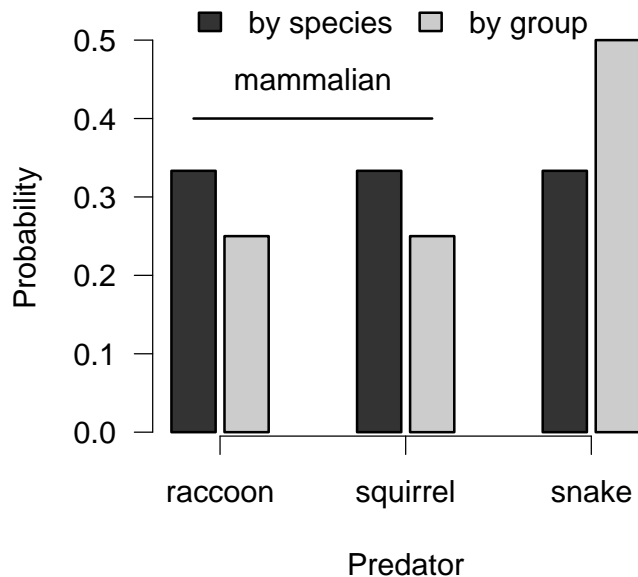 by species by group
mammalian
0.5
0.4
0.3
0.2
0.1
0.0
Probability
raccoon squirrel snake
Predator